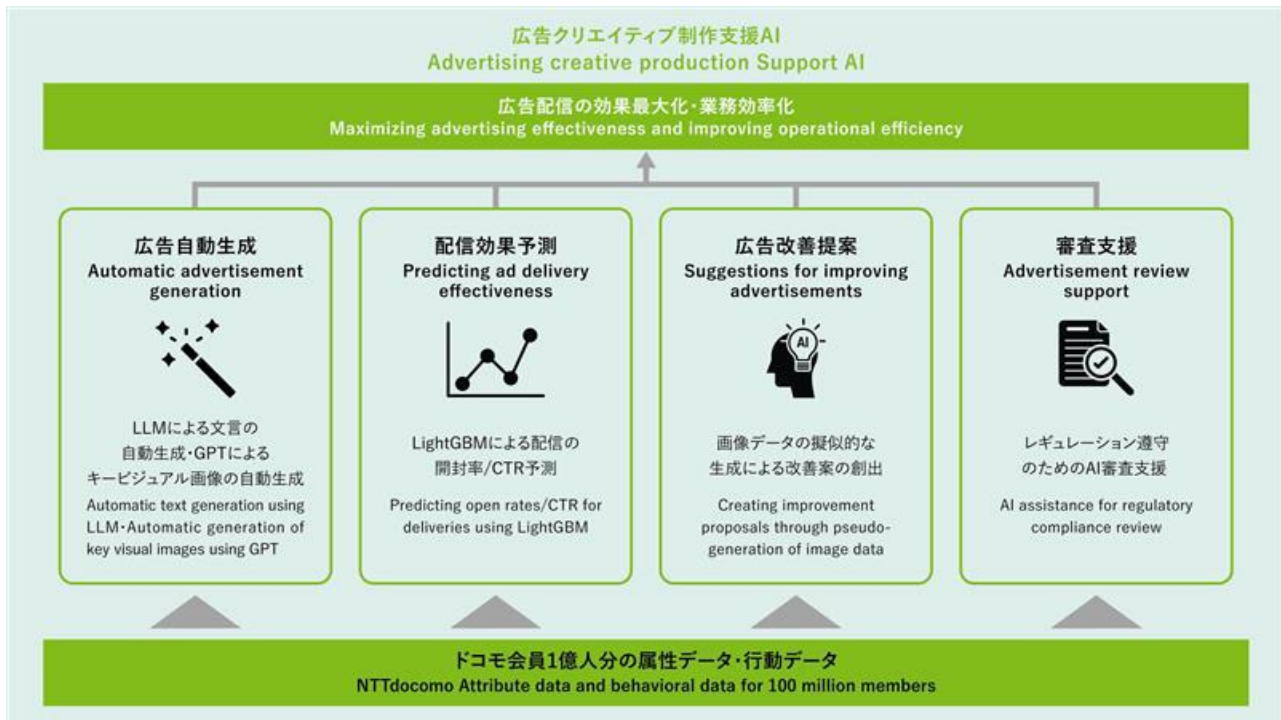 広告クリエイティブ制作支援AI
Advertising creative production Support AI
広告配信の効果最大化・業務効率化
Maximizing advertising effectiveness and improving operational efficiency
広告自動生成
Automatic advertisement
generation
LLMによる文言の
自動生成・GPTによる
キービジュアル画像の自動生成
Automatic text generation using
LLM・Automatic generation of
key visual images using GPT
配信効果予測
Predicting ad delivery
effectiveness
LightGBMによる配信の
開封率/CTR予測
Predicting open rates/CTR for
deliveries using LightGBM
広告改善提案
Suggestions for improving
advertisements
AI
画像データの擬似的な
生成による改善案の創出
Creating improvement
proposals through pseudo-
generation of image data
審査支援
Advertisement review
support
レギュレーション遵守
のためのAI審査支援
AI assistance for regulatory
compliance review
ドコモ会員1億人分の属性データ・行動データ
NTTdocomo Attribute data and behavioral data for 100 million members